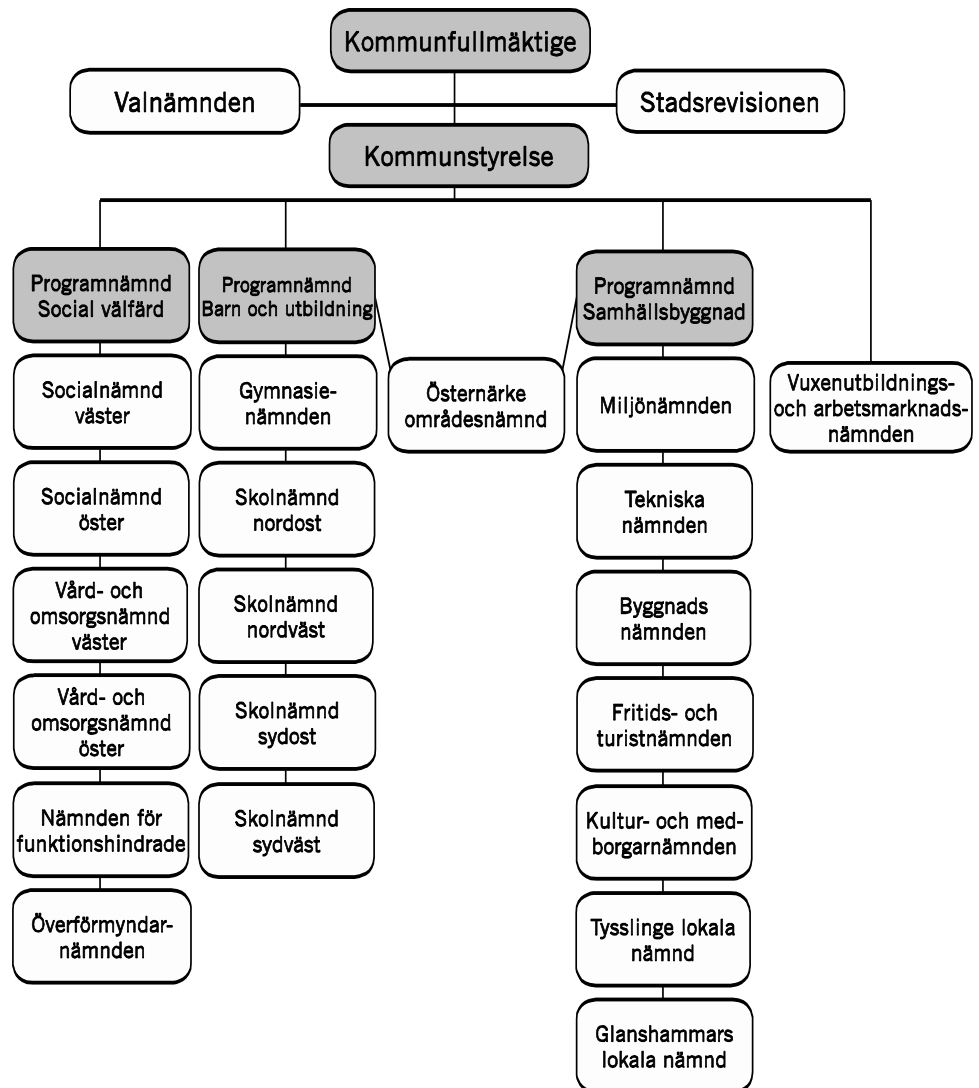 Kommunfullmäktige
Valnämnden
Stadsrevisionen
Kommunstyrelse
Programnämnd
Social välfärd
Programnämnd
Barn och utbildning
Programnämnd
Samhällsbyggnad
Socialnämnd
väster
Gymnasie-
nämnden
Östernärke
områdesnämnd
Miljönämnden
Vuxenutbildnings-
och arbetsmarknads-
nämnden
Socialnämnd
öster
Skolnämnd
nordost
Tekniska
nämnden
Vård- och
omsorgsnämnd
väster
Skolnämnd
nordväst
Byggnads
nämnden
Vård- och
omsorgsnämnd
öster
Skolnämnd
sydost
Fritids- och
turistnämnden
Nämnden för
funktionshindrade
Skolnämnd
sydväst
Kultur- och med-
borgarnämnden
Överförmyndar-
nämnden
Tysslinge lokala
nämnd
Glanshammars
lokala nämnd